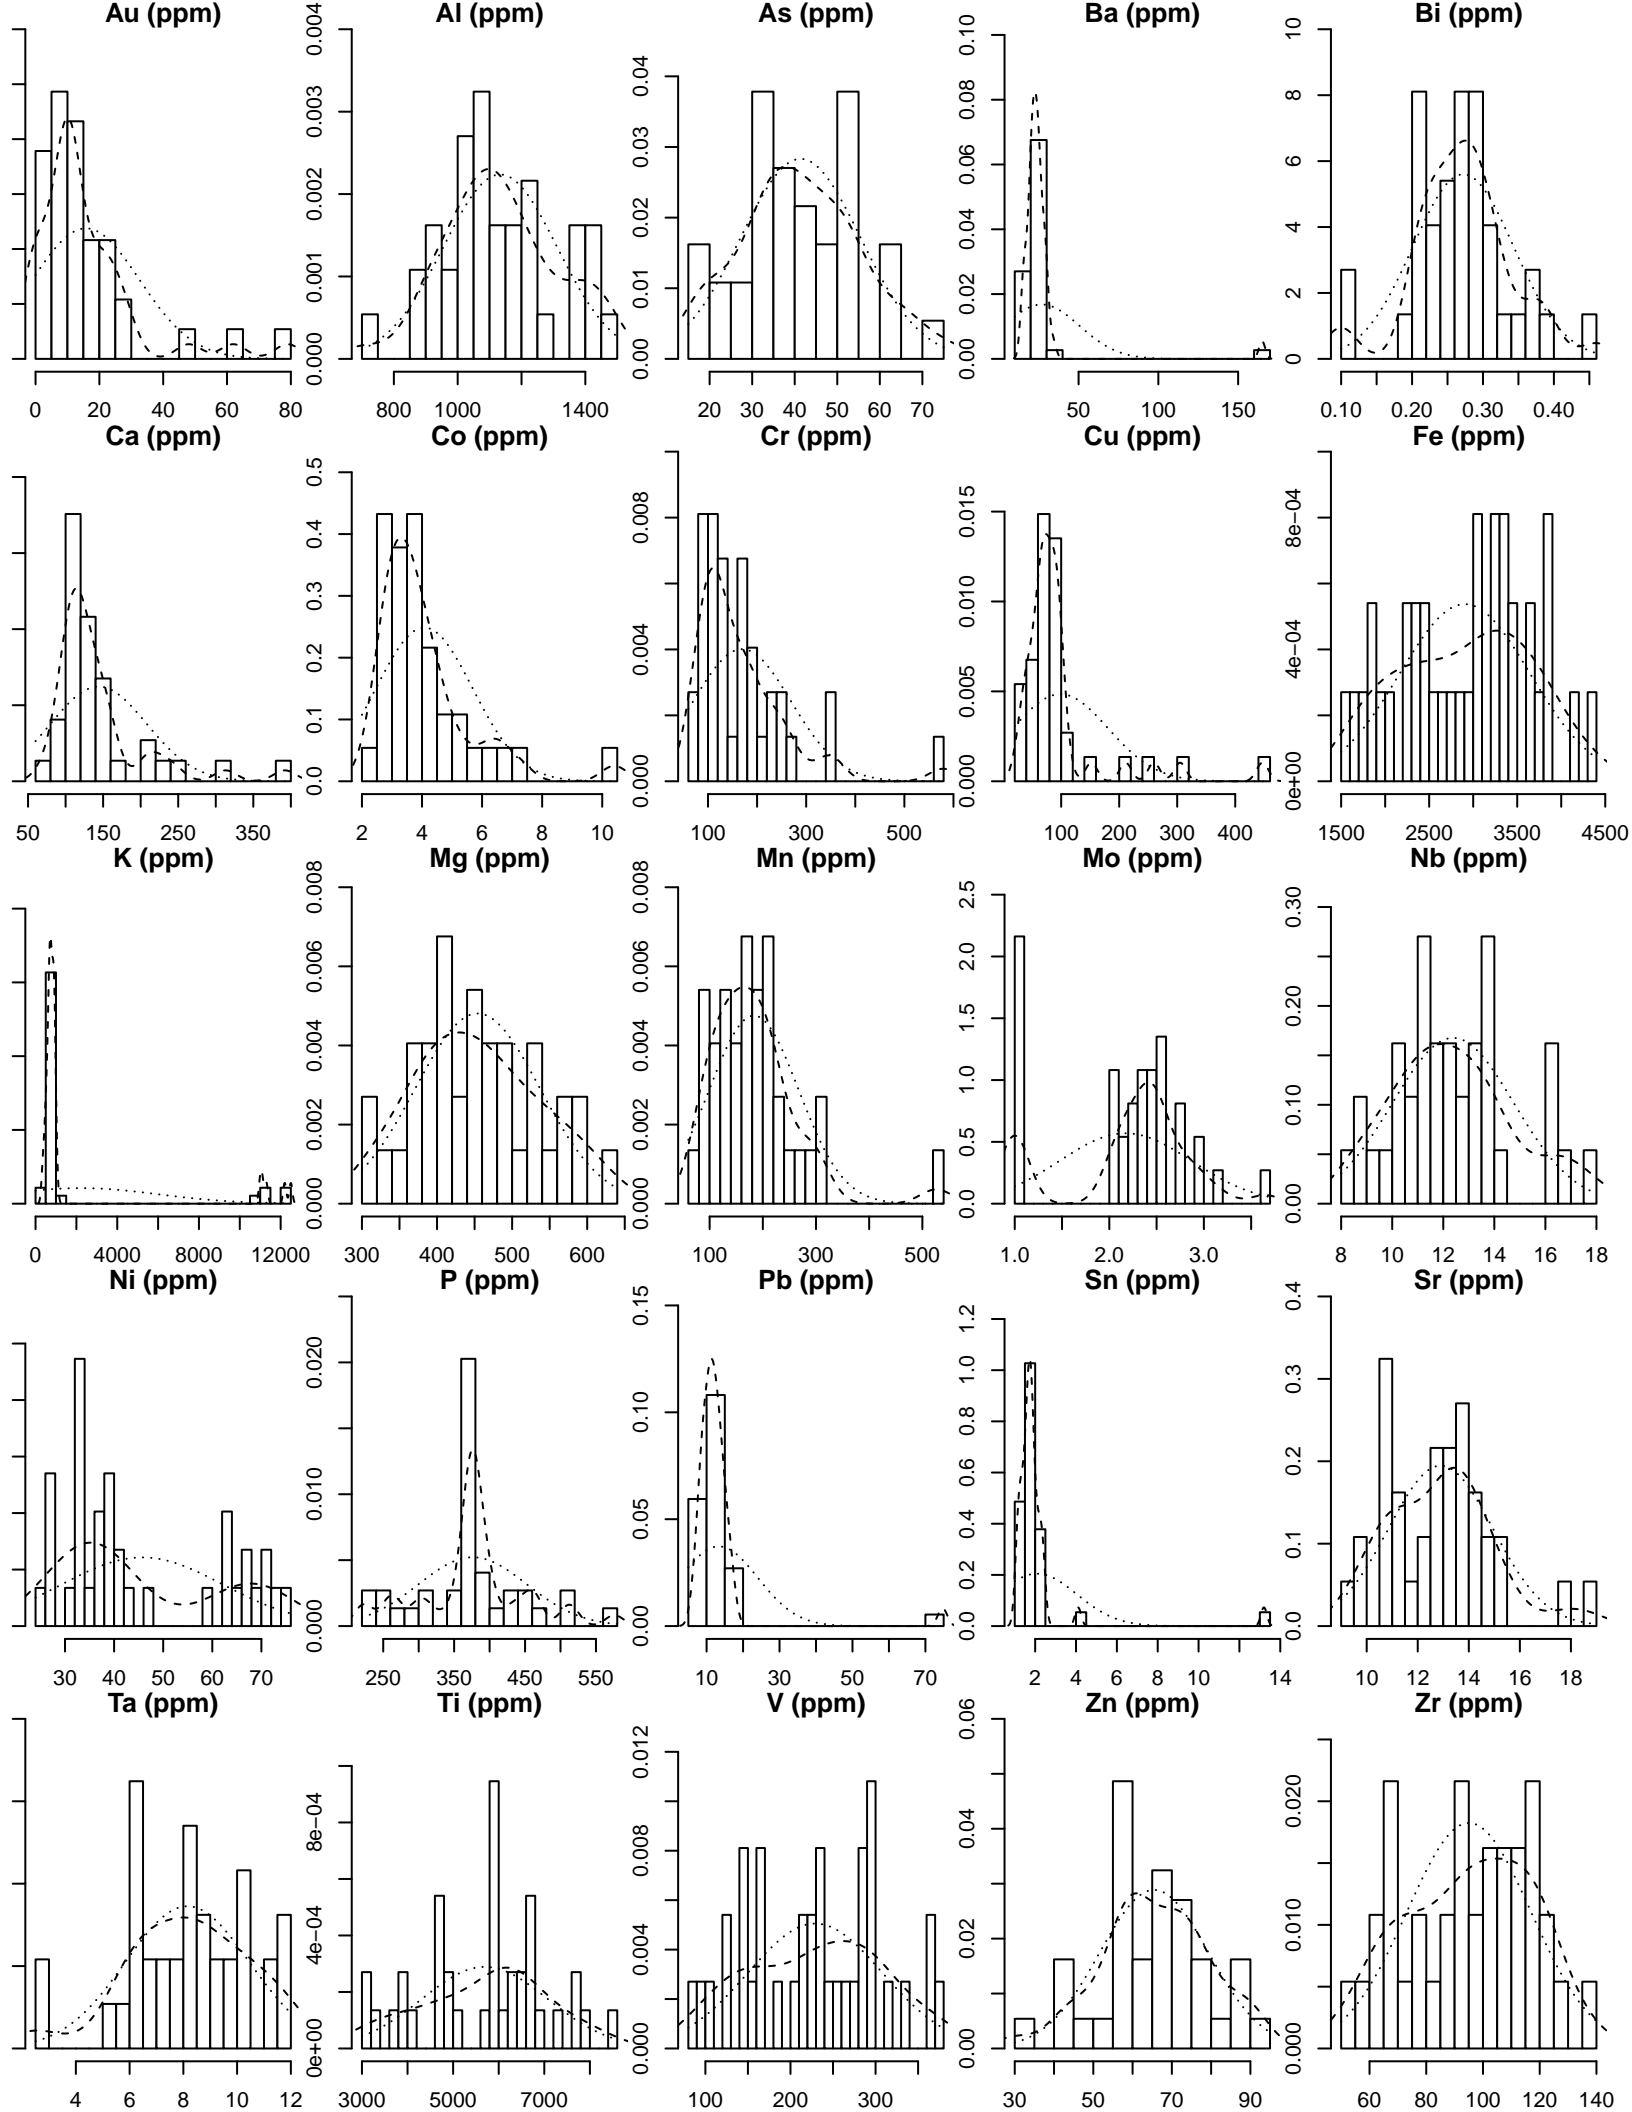 Au (ppm) Al (ppm) As (ppm) Ba (ppm) Bi (ppm)
0.000 0.001 0.002 0.003 0.004
0.00 0.01 0.02 0.03 0.04
0.00 0.02 0.04 0.06 0.08 0.10
0 2 4 6 8 10
0 20 40 60 80
800 1000 1400
20 30 40 50 60 70
50 100 150
0.10 0.20 0.30 0.40
Ca (ppm) Co (ppm) Cr (ppm) Cu (ppm) Fe (ppm)
0.0 0.1 0.2 0.3 0.4 0.5
0.000 0.004 0.008
0.000 0.005 0.010 0.015
0e+00 4e−04 8e−04
50 150 250 350
2 4 6 8 10
100 300 500
100 200 300 400
1500 2500 3500 4500
K (ppm) Mg (ppm) Mn (ppm) Mo (ppm) Nb (ppm)
0.000 0.002 0.004 0.006 0.008
0.000 0.002 0.004 0.006 0.008
0.0 0.5 1.0 1.5 2.0 2.5
0.00 0.10 0.20 0.30
0 4000 8000 12000
300 400 500 600
100 300 500
1.0 2.0 3.0
8 10 12 14 16 18
Ni (ppm) P (ppm) Pb (ppm) Sn (ppm) Sr (ppm)
0.000 0.010 0.020
0.00 0.05 0.10 0.15
0.0 0.2 0.4 0.6 0.8 1.0 1.2
0.0 0.1 0.2 0.3 0.4
30 40 50 60 70
250 350 450 550
10 30 50 70
2 4 6 8 10 14
10 12 14 16 18
Ta (ppm) Ti (ppm) V (ppm) Zn (ppm) Zr (ppm)
0e+00 4e−04 8e−04
0.000 0.004 0.008 0.012
0.00 0.02 0.04 0.06
0.000 0.010 0.020
4 6 8 10 12
3000 5000 7000
100 200 300
30 50 70 90
60 80 100 120 140